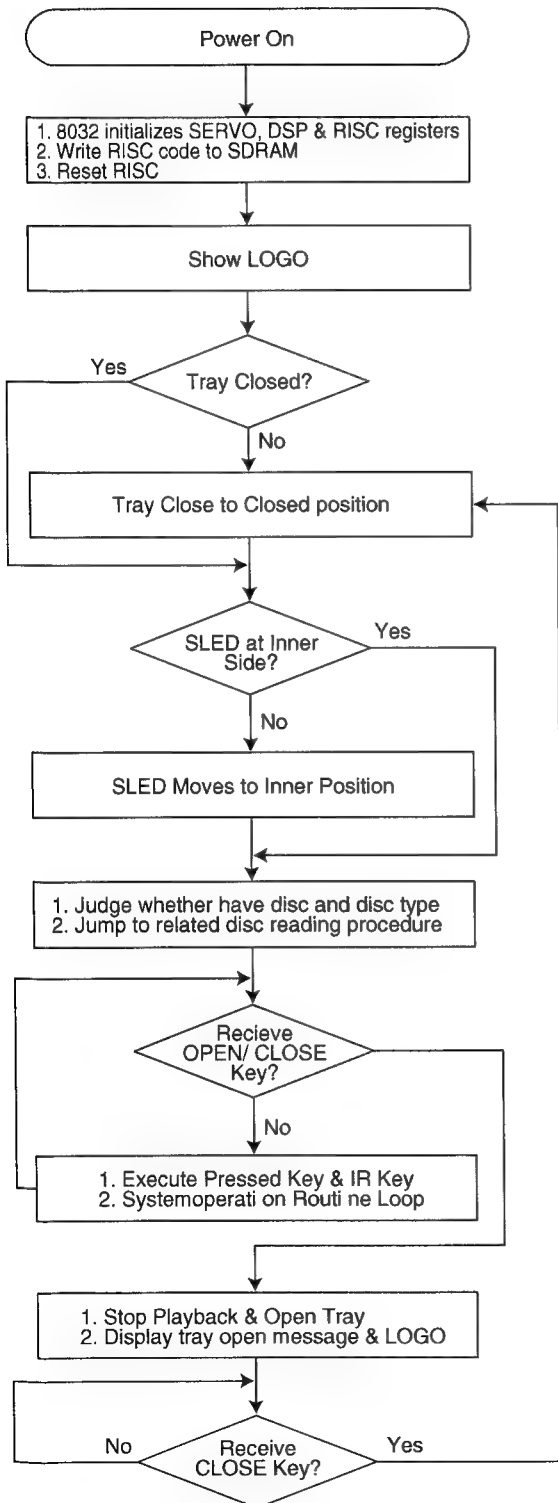 Power On
1. 8032 initializes SERVO, DSP & RISC registers
2. Write RISC code to SDRAM
3. Reset RISC
Show LOGO
Yes
Tray Closed?
No
Tray Close to Closed position
SLED at Inner
Side?
Yes
No
SLED Moves to Inner Position
1. Judge whether have disc and disc type
2. Jump to related disc reading procedure
Recieve
OPEN/ CLOSE
Key?
No
1. Execute Pressed Key & IR Key
2. Systemoperati on Routi ne Loop
1. Stop Playback & Open Tray
2. Display tray open message & LOGO
No
Receive
CLOSE Key?
Yes